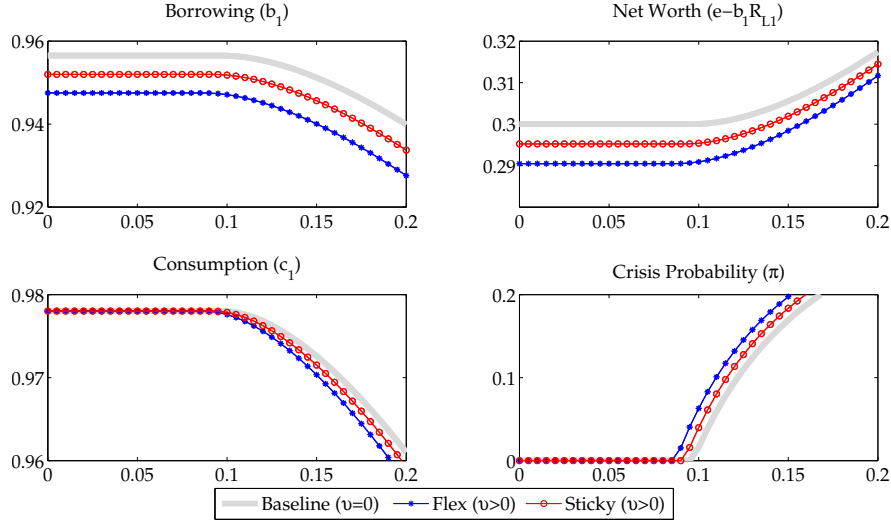 Borrowing (b₁)
0.96
0.94
0.92
0 0.05 0.1 0.15 0.2
Net Worth (e−b₁R_L1)
0.32
0.31
0.3
0.29
0 0.05 0.1 0.15 0.2
Consumption (c₁)
0.98
0.97
0.96
0 0.05 0.1 0.15 0.2
Crisis Probability (π)
0.2
0.1
0
0 0.05 0.1 0.15 0.2
Baseline (υ=0) Flex (υ>0) Sticky (υ>0)